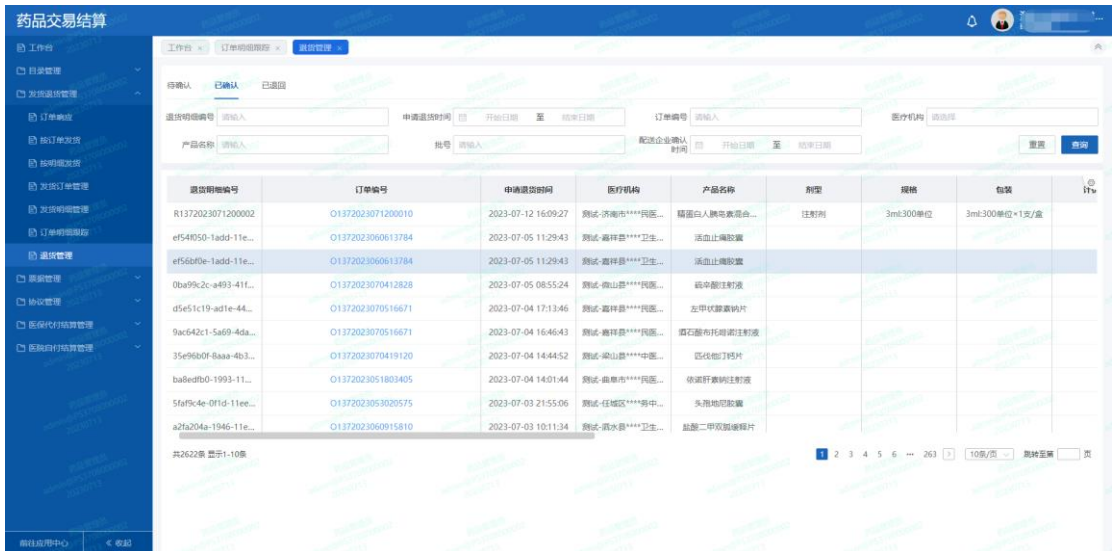 药品交易结算
工作台
目录管理
发货退货管理
订单响应
按订单发货
按明细发货
发货订单管理
发货明细管理
订单明细跟踪
退货管理
票据管理
协议管理
医保代付结算管理
医院自付结算管理
前往应用中心 收起
工作台 × 订单明细跟踪 × 退货管理 ×
待确认 已确认 已退回
退货明细编号 请输入 申请退货时间 开始日期 至 结束日期 订单编号 请输入 医疗机构 请选择
产品名称 请输入 批号 请输入 配送企业确认时间 开始日期 至 结束日期 重置 查询
退货明细编号 订单编号 申请退货时间 医疗机构 产品名称 剂型 规格 包装
R1372023071200002 O1372023071200010 2023-07-12 16:09:27 测试-济南市****民医... 精蛋白人胰岛素混合... 注射剂 3ml:300单位 3ml:300单位×1支/盒
ef54f050-1add-11e... O1372023060613784 2023-07-05 11:29:43 测试-嘉祥县****卫生... 活血止痛胶囊
ef56bf0e-1add-11e... O1372023060613784 2023-07-05 11:29:43 测试-嘉祥县****卫生... 活血止痛胶囊
0ba99c2c-a493-41f... O1372023070412828 2023-07-05 08:55:24 测试-微山县****民医... 硫辛酸注射液
d5e51c19-ad1e-44... O1372023070516671 2023-07-04 17:13:46 测试-嘉祥县****民医... 左甲状腺素钠片
9ac642c1-5a69-4da... O1372023070516671 2023-07-04 16:46:43 测试-嘉祥县****民医... 酒石酸布托啡诺注射液
35e96b0f-8aaa-4b3... O1372023070419120 2023-07-04 14:44:52 测试-梁山县****中医... 匹伐他汀钙片
ba8edfb0-1993-11... O1372023051803405 2023-07-04 14:01:44 测试-曲阜市****民医... 依诺肝素钠注射液
5faf9c4e-0f1d-11ee... O1372023053020575 2023-07-03 21:55:06 测试-任城区****务中... 头孢地尼胶囊
a2fa204a-1946-11e... O1372023060915810 2023-07-03 10:11:34 测试-泗水县****卫生... 盐酸二甲双胍缓释片
共2622条 显示1-10条 1 2 3 4 5 6 ··· 263 10条/页 跳转至第 页